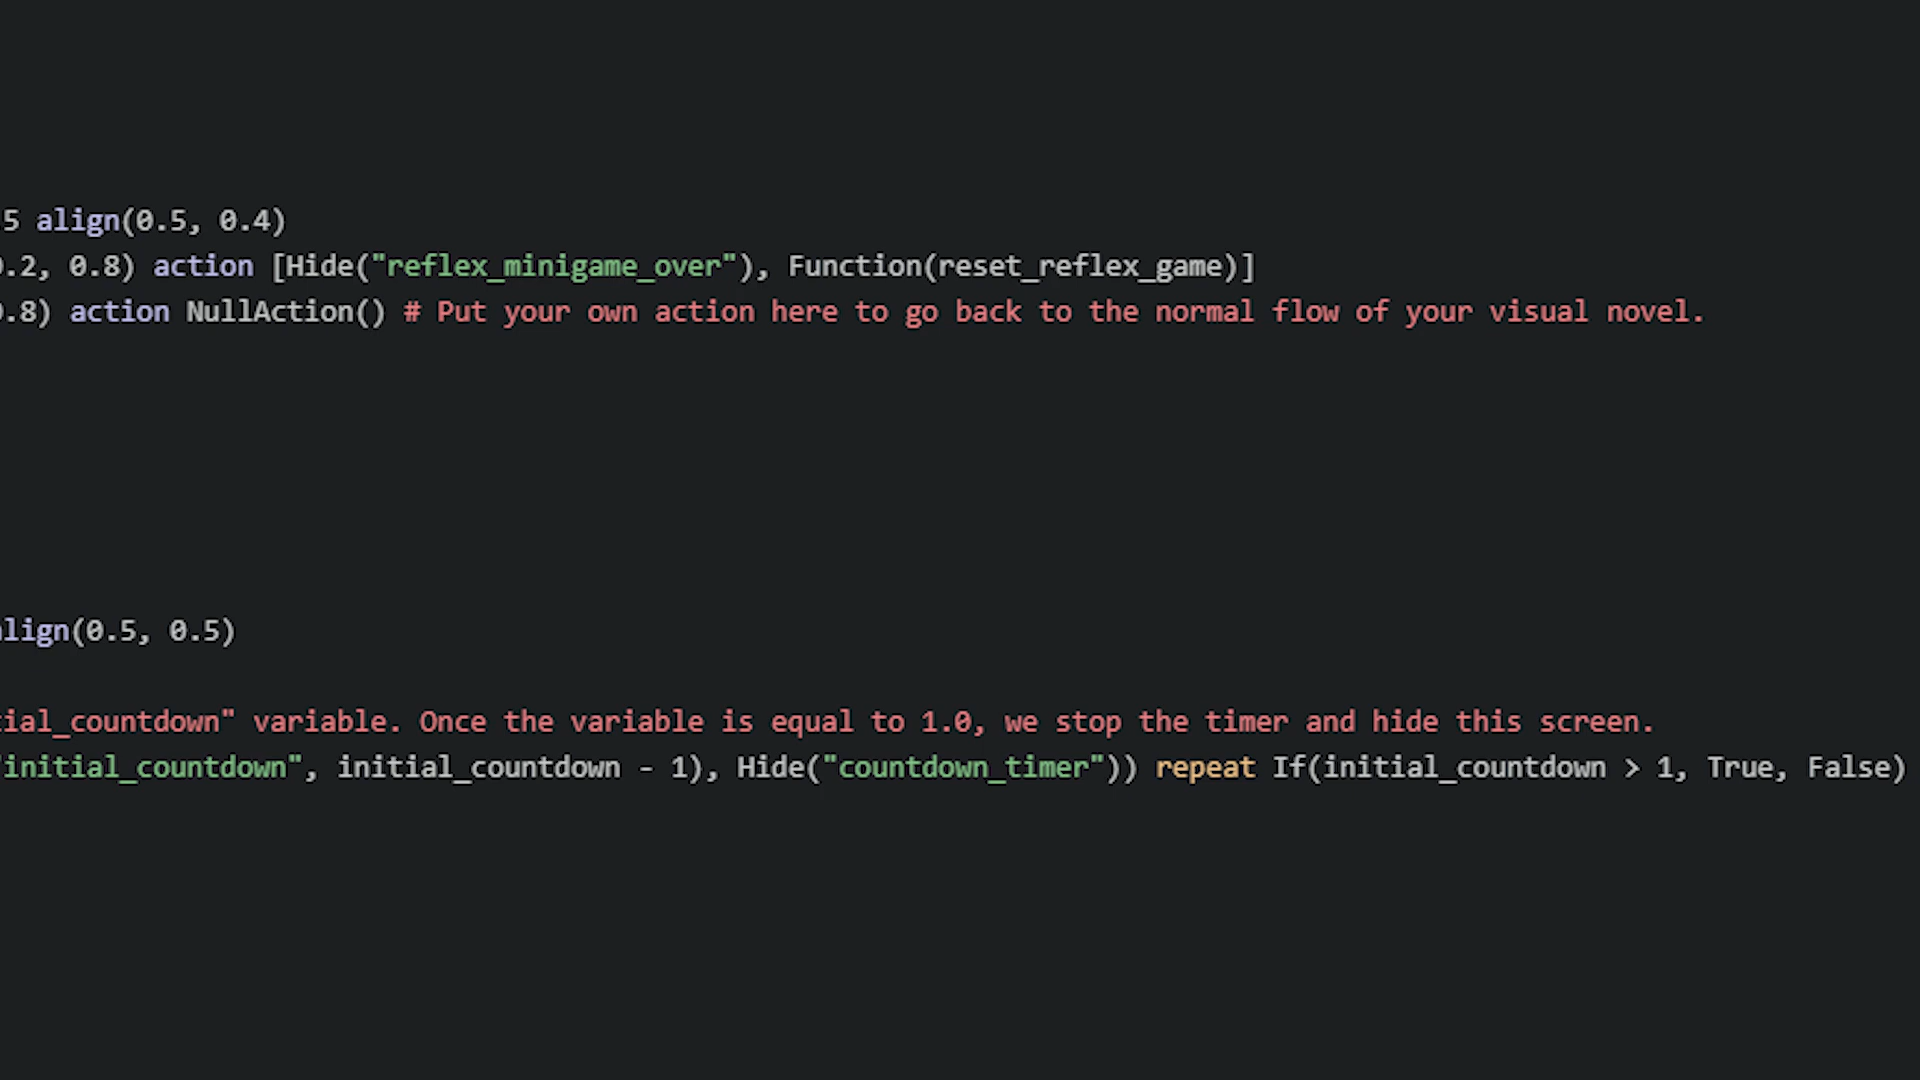 5 align(0.5, 0.4)
.2, 0.8) action [Hide("reflex_minigame_over"), Function(reset_reflex_game)]
.8) action NullAction() # Put your own action here to go back to the normal flow of your visual novel.
lign(0.5, 0.5)
ial_countdown" variable. Once the variable is equal to 1.0, we stop the timer and hide this screen.
"initial_countdown", initial_countdown - 1), Hide("countdown_timer")) repeat If(initial_countdown > 1, True, False)